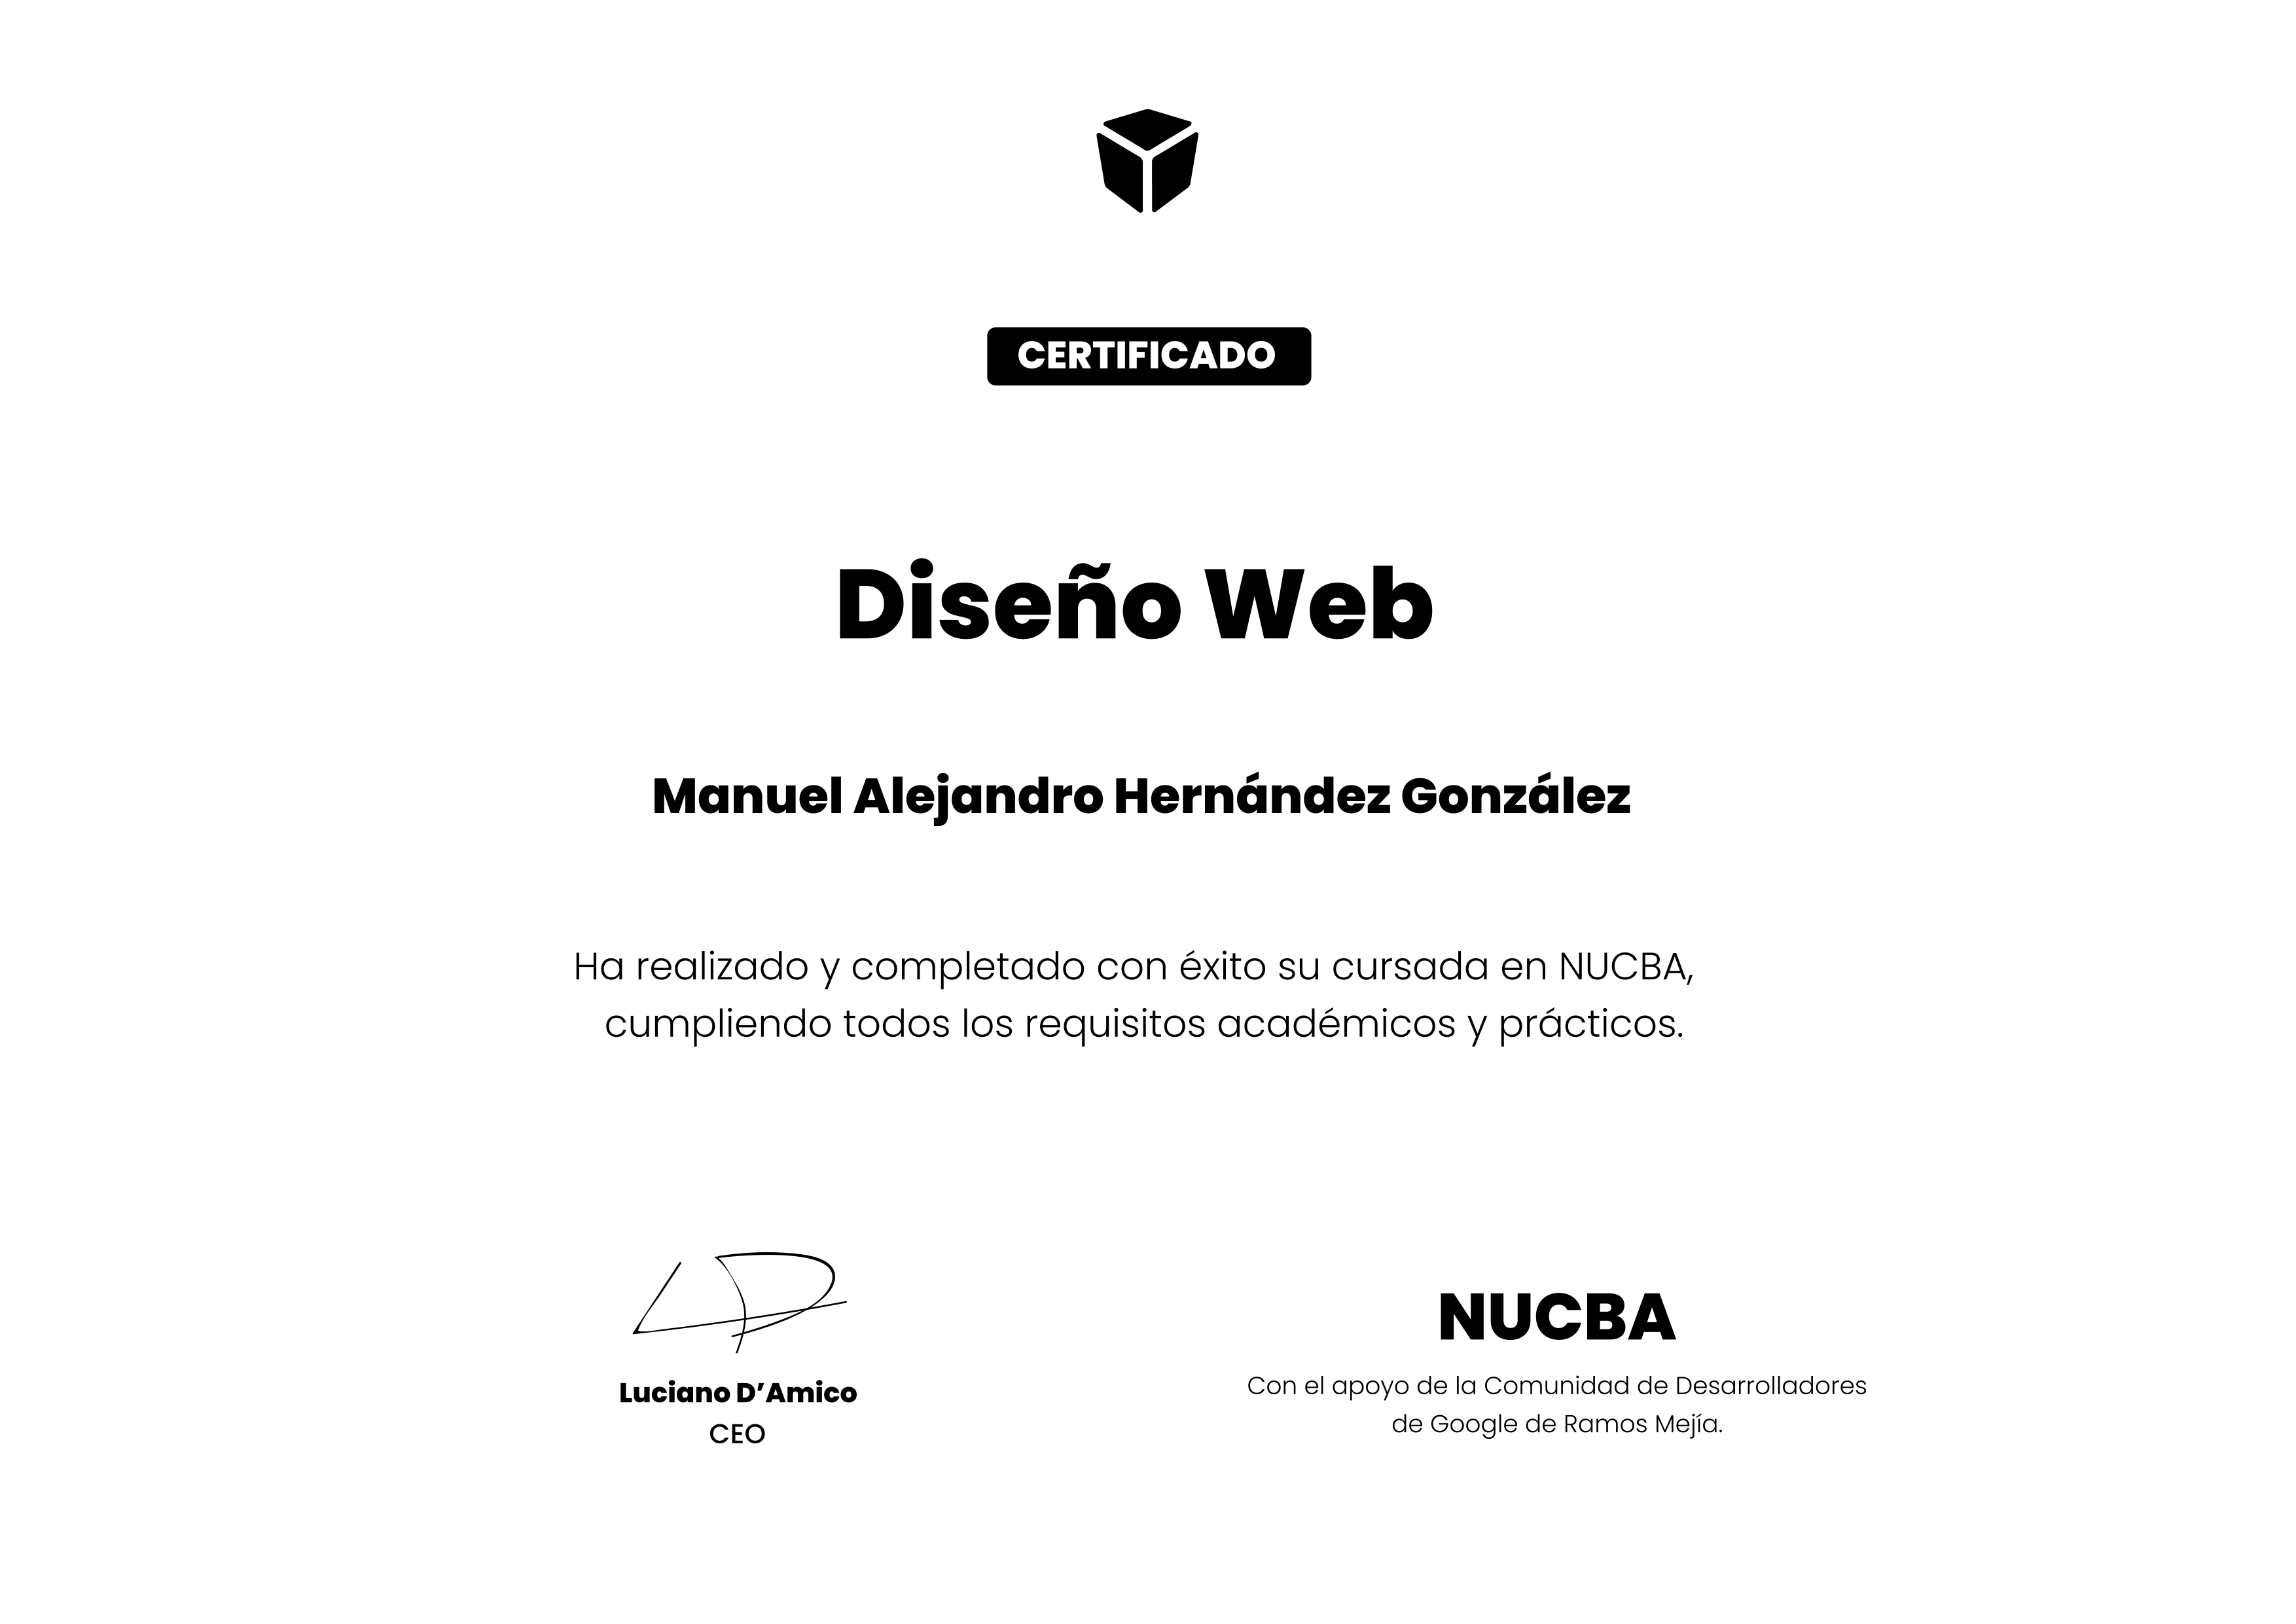 CERTIFICADO
Diseño Web
Manuel Alejandro Hernández González
Ha realizado y completado con éxito su cursada en NUCBA,
cumpliendo todos los requisitos académicos y prácticos.
Luciano D’Amico
CEO
NUCBA
Con el apoyo de la Comunidad de Desarrolladores
de Google de Ramos Mejía.